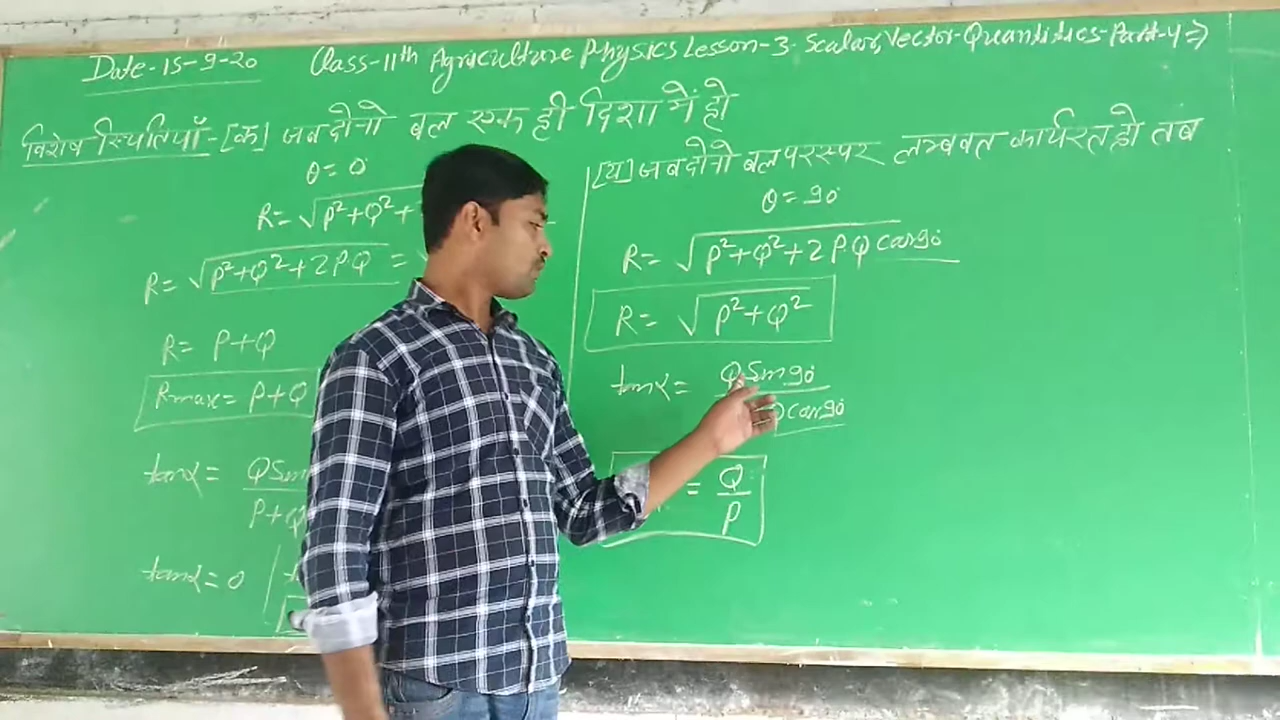 Date-15-9-20 Class-11th Agriculture Physics Lesson-3. Scalar, Vector-Quantities-Part-4⇒
विशेष स्थितियाँ-[क] जब दोनो बल एक ही दिशा में हो
θ = 0°
R = √P²+Q²+
R = √P²+Q²+2PQ =
R = P+Q
Rmax = P+Q
tanα = QSin
P+Q
tanα = 0
[ख] जब दोनो बल परस्पर लम्बवत कार्यरत हो तब
θ = 90°
R = √P²+Q²+2PQ cos90°
R = √P²+Q²
tanα = QSin90°
Qcos90°
= Q/P